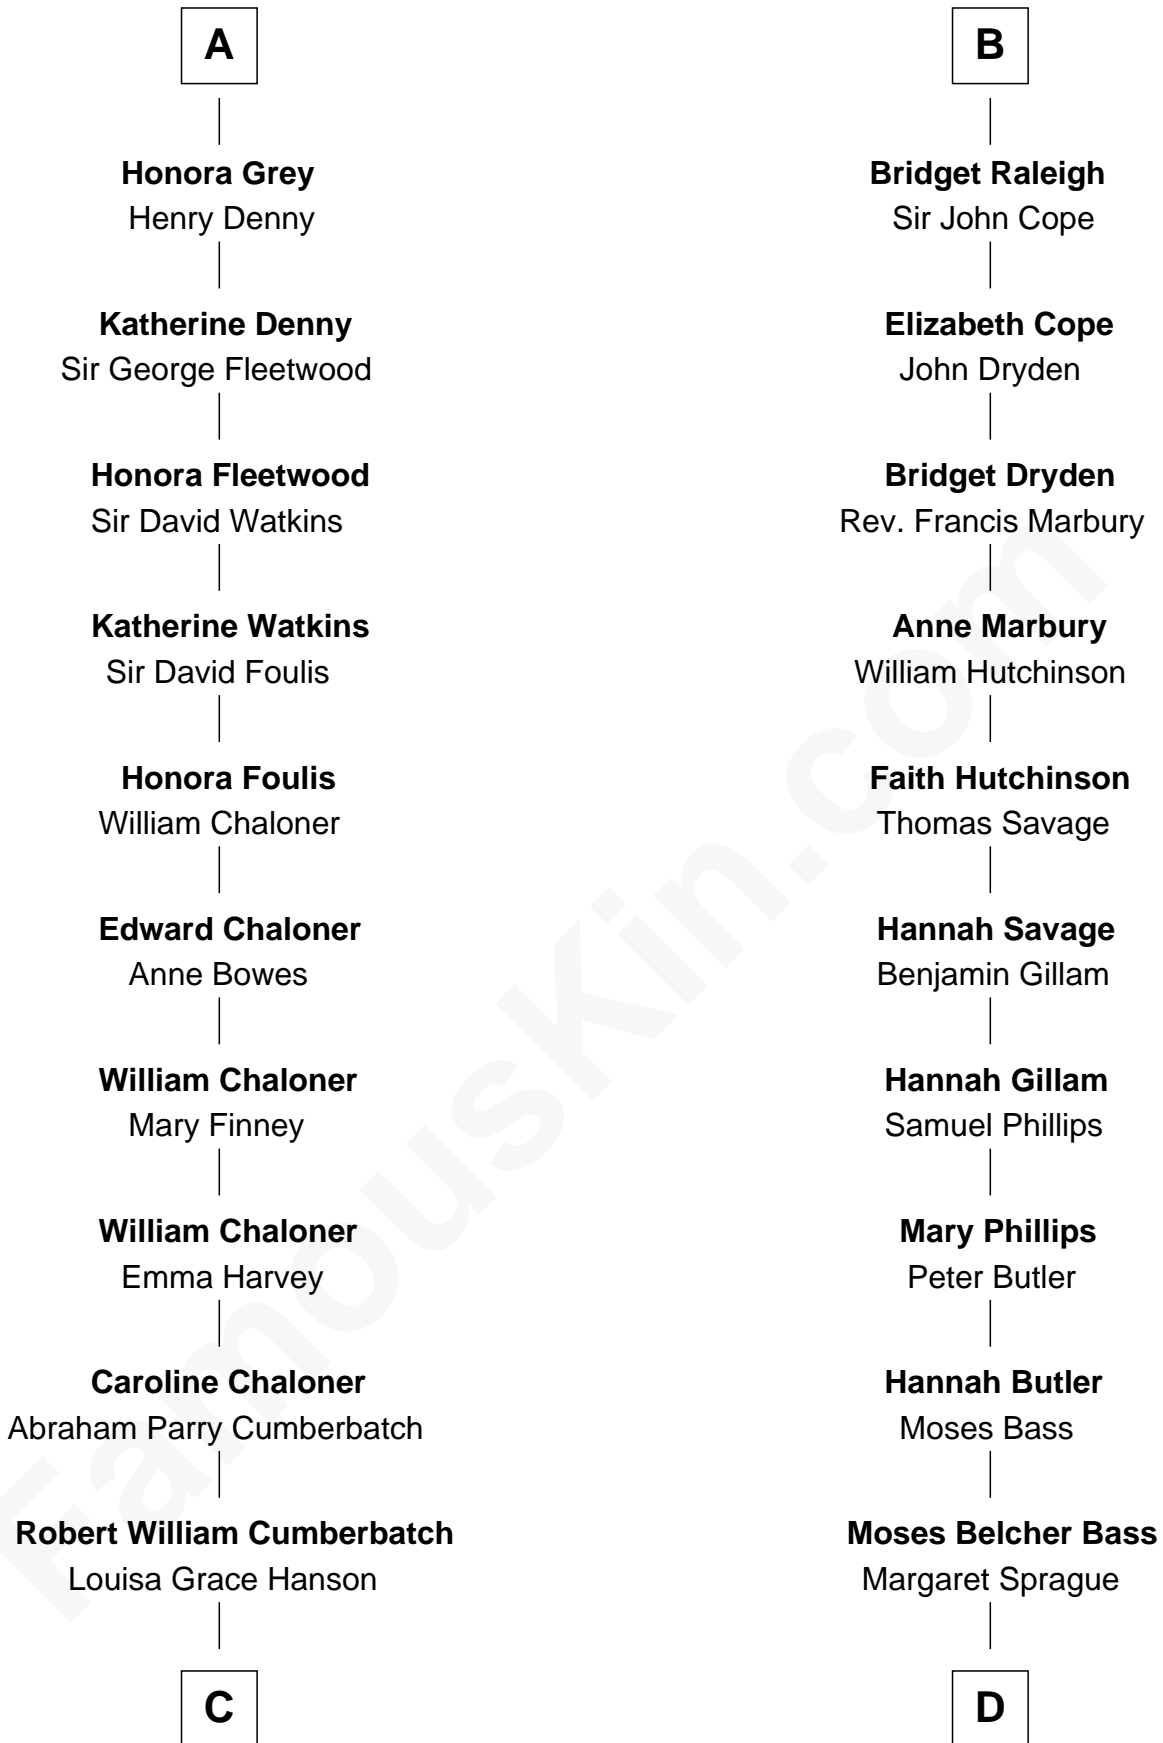 A
Honora Grey
Henry Denny
Katherine Denny
Sir George Fleetwood
Honora Fleetwood
Sir David Watkins
Katherine Watkins
Sir David Foulis
Honora Foulis
William Chaloner
Edward Chaloner
Anne Bowes
William Chaloner
Mary Finney
William Chaloner
Emma Harvey
Caroline Chaloner
Abraham Parry Cumberbatch
Robert William Cumberbatch
Louisa Grace Hanson
C
B
Bridget Raleigh
Sir John Cope
Elizabeth Cope
John Dryden
Bridget Dryden
Rev. Francis Marbury
Anne Marbury
William Hutchinson
Faith Hutchinson
Thomas Savage
Hannah Savage
Benjamin Gillam
Hannah Gillam
Samuel Phillips
Mary Phillips
Peter Butler
Hannah Butler
Moses Bass
Moses Belcher Bass
Margaret Sprague
D
FamousKin.com